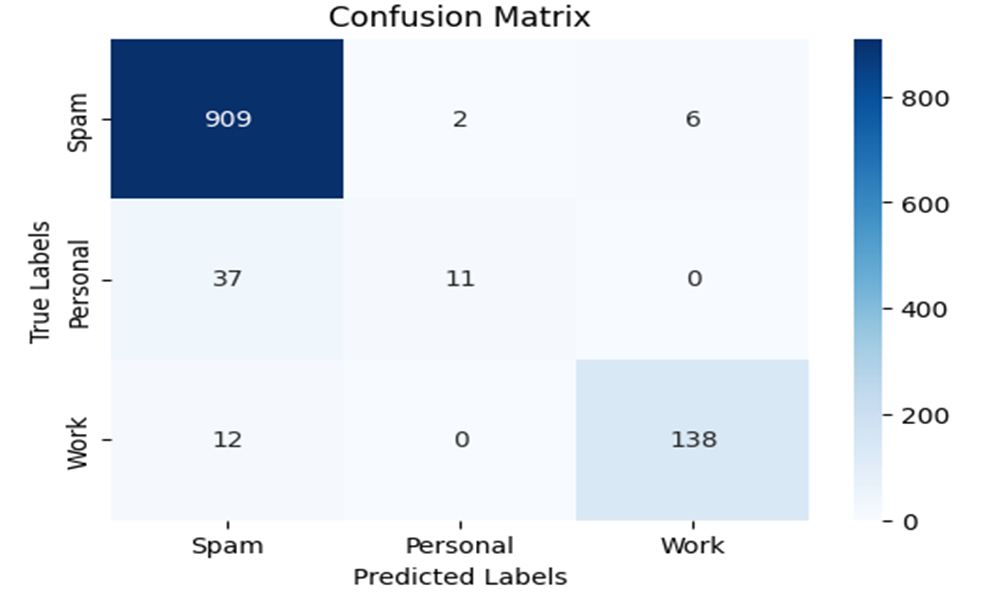 Confusion Matrix
Spam
909
2
6
800
600
True Labels
Personal
37
11
0
400
200
Work
12
0
138
0
Spam
Personal
Work
Predicted Labels